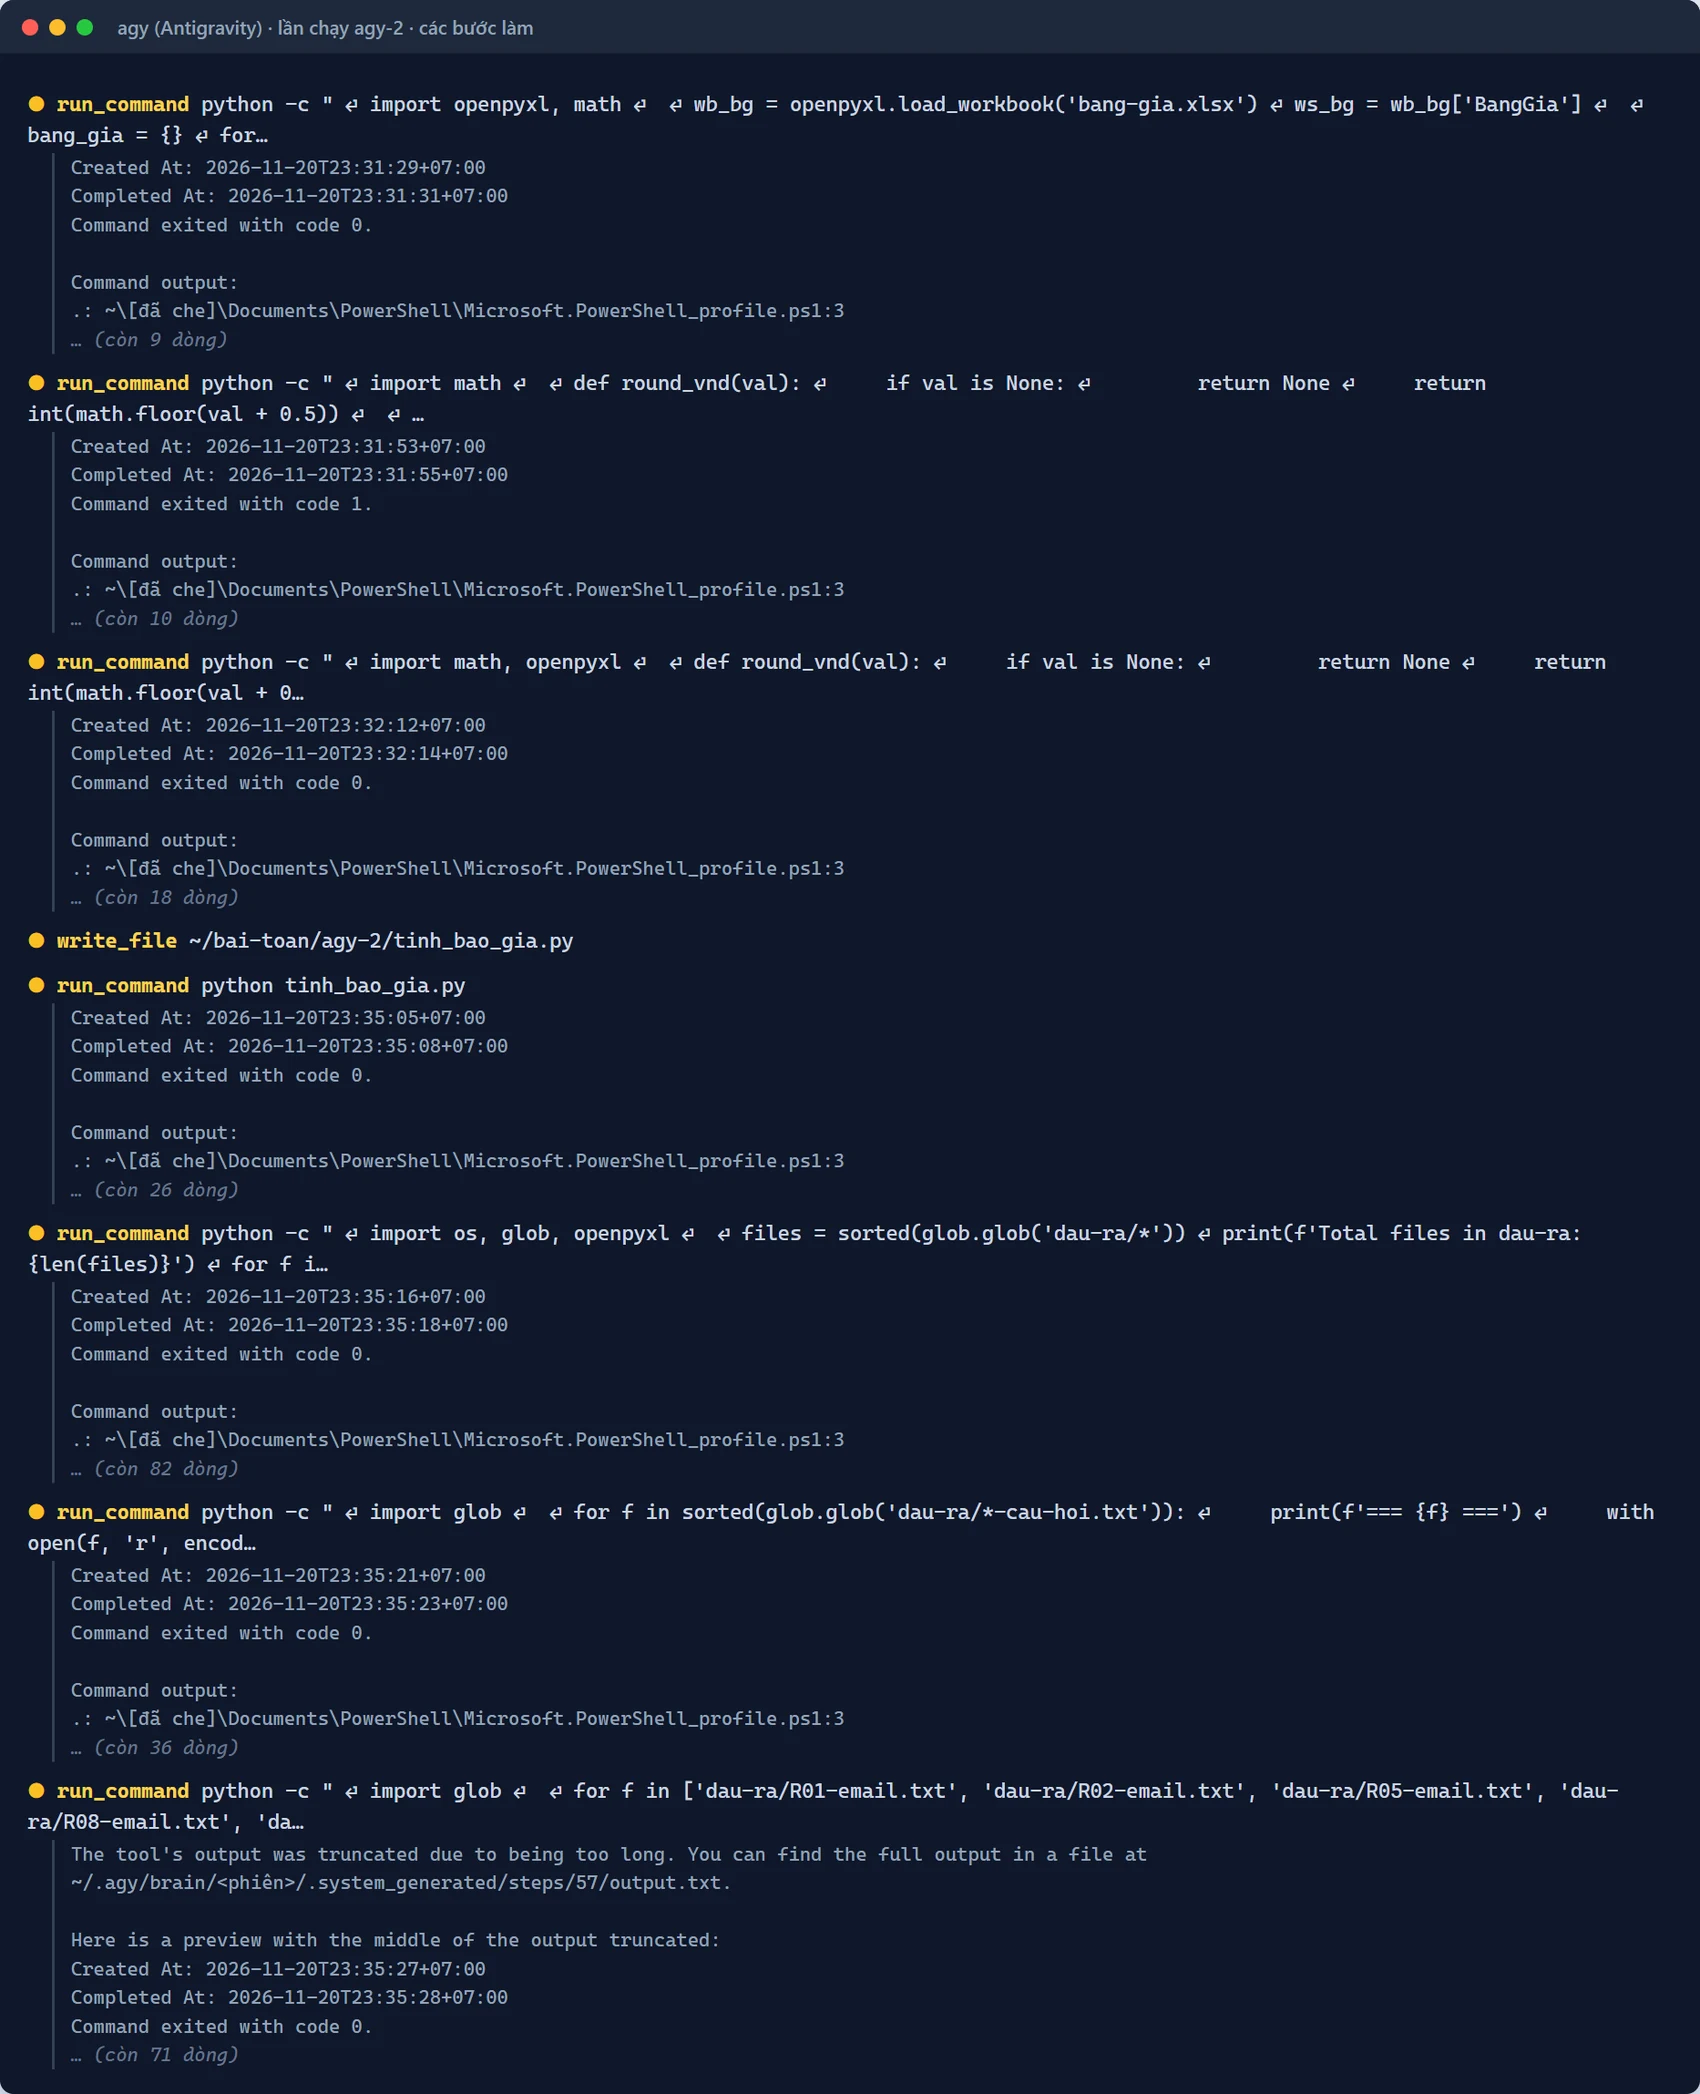 agy (Antigravity) · lần chạy agy-2 · các bước làm
● run_command python -c " ⏎ import openpyxl, math ⏎  ⏎ wb_bg = openpyxl.load_workbook('bang-gia.xlsx') ⏎ ws_bg = wb_bg['BangGia'] ⏎  ⏎
bang_gia = {} ⏎ for…
Created At: 2026-11-20T23:31:29+07:00
Completed At: 2026-11-20T23:31:31+07:00
Command exited with code 0.
Command output:
.: ~\[đã che]\Documents\PowerShell\Microsoft.PowerShell_profile.ps1:3
… (còn 9 dòng)
● run_command python -c " ⏎ import math ⏎  ⏎ def round_vnd(val): ⏎     if val is None: ⏎         return None ⏎     return
int(math.floor(val + 0.5)) ⏎  ⏎ …
Created At: 2026-11-20T23:31:53+07:00
Completed At: 2026-11-20T23:31:55+07:00
Command exited with code 1.
Command output:
.: ~\[đã che]\Documents\PowerShell\Microsoft.PowerShell_profile.ps1:3
… (còn 10 dòng)
● run_command python -c " ⏎ import math, openpyxl ⏎  ⏎ def round_vnd(val): ⏎     if val is None: ⏎         return None ⏎     return
int(math.floor(val + 0…
Created At: 2026-11-20T23:32:12+07:00
Completed At: 2026-11-20T23:32:14+07:00
Command exited with code 0.
Command output:
.: ~\[đã che]\Documents\PowerShell\Microsoft.PowerShell_profile.ps1:3
… (còn 18 dòng)
● write_file ~/bai-toan/agy-2/tinh_bao_gia.py
● run_command python tinh_bao_gia.py
Created At: 2026-11-20T23:35:05+07:00
Completed At: 2026-11-20T23:35:08+07:00
Command exited with code 0.
Command output:
.: ~\[đã che]\Documents\PowerShell\Microsoft.PowerShell_profile.ps1:3
… (còn 26 dòng)
● run_command python -c " ⏎ import os, glob, openpyxl ⏎  ⏎ files = sorted(glob.glob('dau-ra/*')) ⏎ print(f'Total files in dau-ra:
{len(files)}') ⏎ for f i…
Created At: 2026-11-20T23:35:16+07:00
Completed At: 2026-11-20T23:35:18+07:00
Command exited with code 0.
Command output:
.: ~\[đã che]\Documents\PowerShell\Microsoft.PowerShell_profile.ps1:3
… (còn 82 dòng)
● run_command python -c " ⏎ import glob ⏎  ⏎ for f in sorted(glob.glob('dau-ra/*-cau-hoi.txt')): ⏎     print(f'=== {f} ===') ⏎     with
open(f, 'r', encod…
Created At: 2026-11-20T23:35:21+07:00
Completed At: 2026-11-20T23:35:23+07:00
Command exited with code 0.
Command output:
.: ~\[đã che]\Documents\PowerShell\Microsoft.PowerShell_profile.ps1:3
… (còn 36 dòng)
● run_command python -c " ⏎ import glob ⏎  ⏎ for f in ['dau-ra/R01-email.txt', 'dau-ra/R02-email.txt', 'dau-ra/R05-email.txt', 'dau-
ra/R08-email.txt', 'da…
The tool's output was truncated due to being too long. You can find the full output in a file at
~/.agy/brain/<phiên>/.system_generated/steps/57/output.txt.
Here is a preview with the middle of the output truncated:
Created At: 2026-11-20T23:35:27+07:00
Completed At: 2026-11-20T23:35:28+07:00
Command exited with code 0.
… (còn 71 dòng)